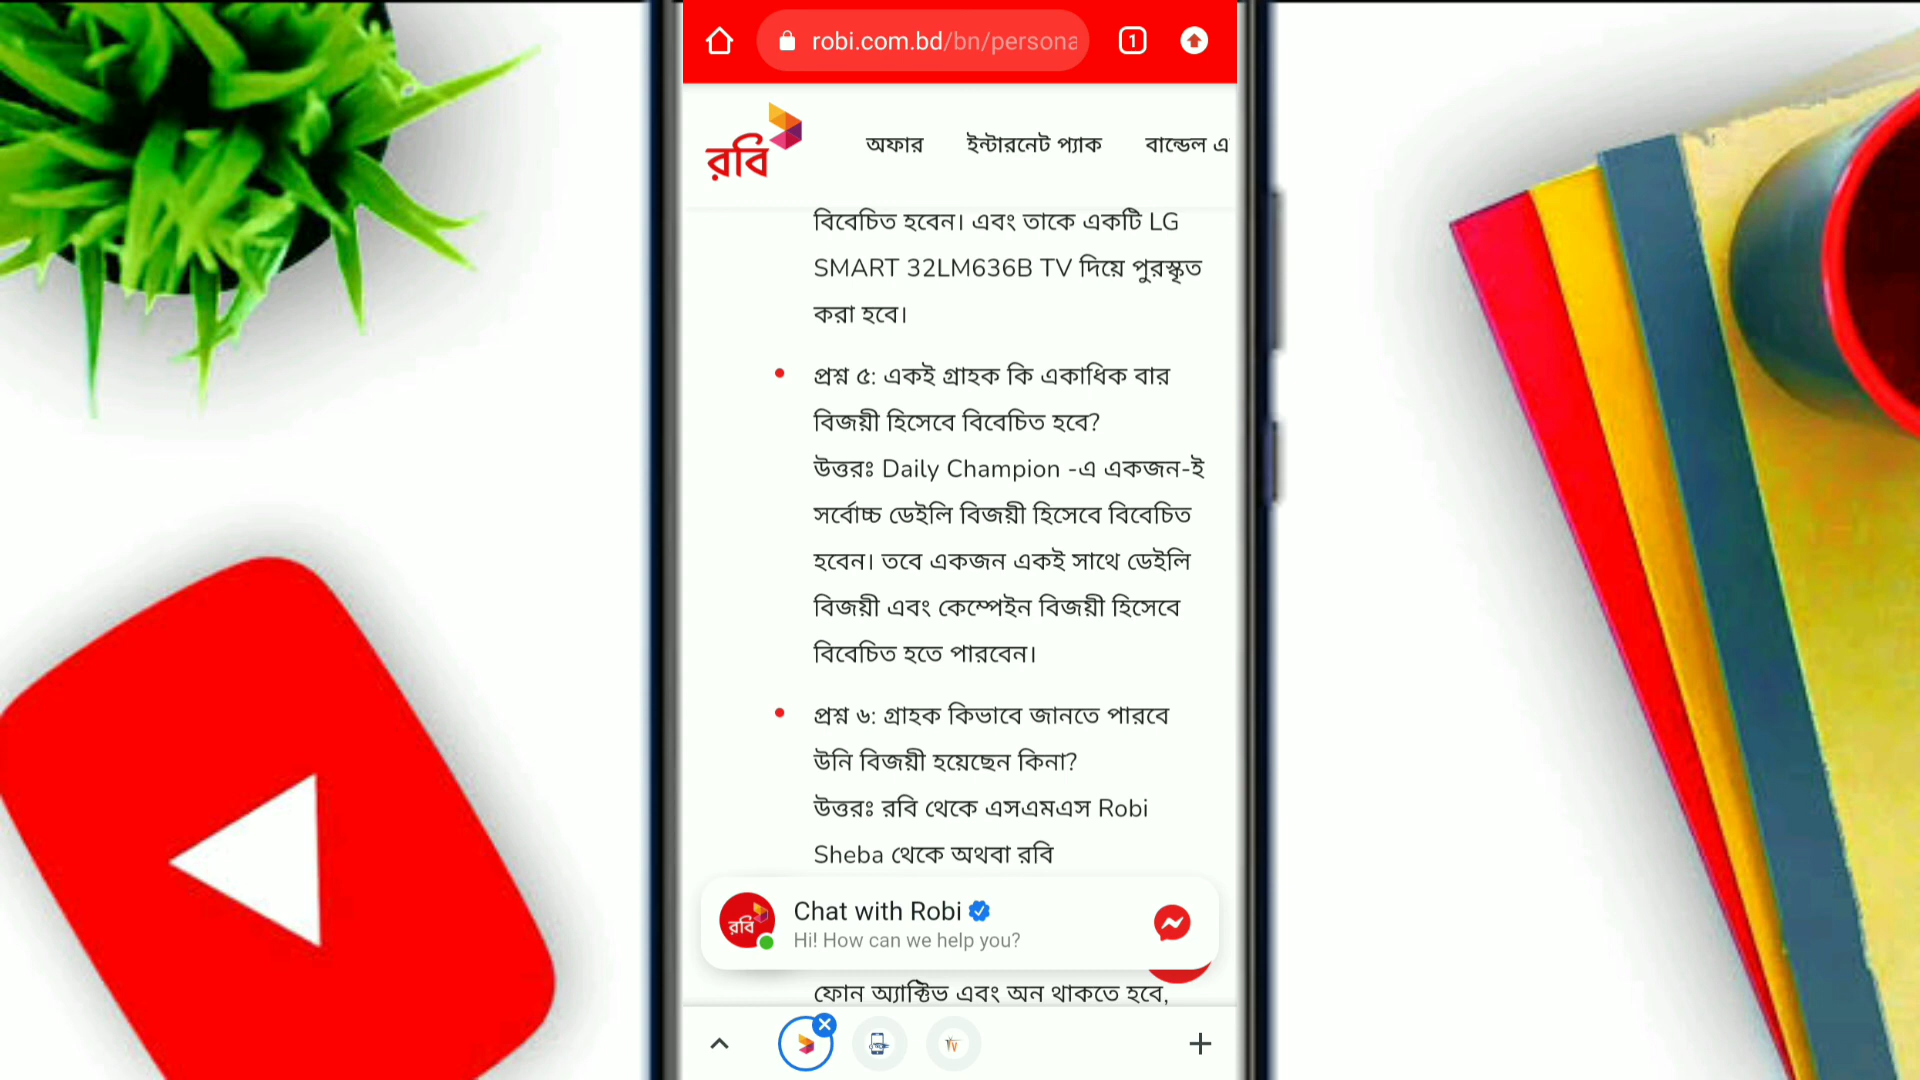 1
robi.com.bd/bn/persona
রবি
অফার ইন্টারনেট প্যাক বান্ডেল এ
বিবেচিত হবেন। এবং তাকে একটি LG
SMART 32LM636B TV দিয়ে পুরস্কৃত
করা হবে।
প্রশ্ন ৫: একই গ্রাহক কি একাধিক বার
বিজয়ী হিসেবে বিবেচিত হবে?
উত্তরঃ Daily Champion -এ একজন-ই
সর্বোচ্চ ডেইলি বিজয়ী হিসেবে বিবেচিত
হবেন। তবে একজন একই সাথে ডেইলি
বিজয়ী এবং কেম্পেইন বিজয়ী হিসেবে
বিবেচিত হতে পারবেন।
প্রশ্ন ৬: গ্রাহক কিভাবে জানতে পারবে
উনি বিজয়ী হয়েছেন কিনা?
উত্তরঃ রবি থেকে এসএমএস Robi
Sheba থেকে অথবা রবি
রবি
Chat with Robi
Hi! How can we help you?
ফোন অ্যাক্টিভ এবং অন থাকতে হবে,